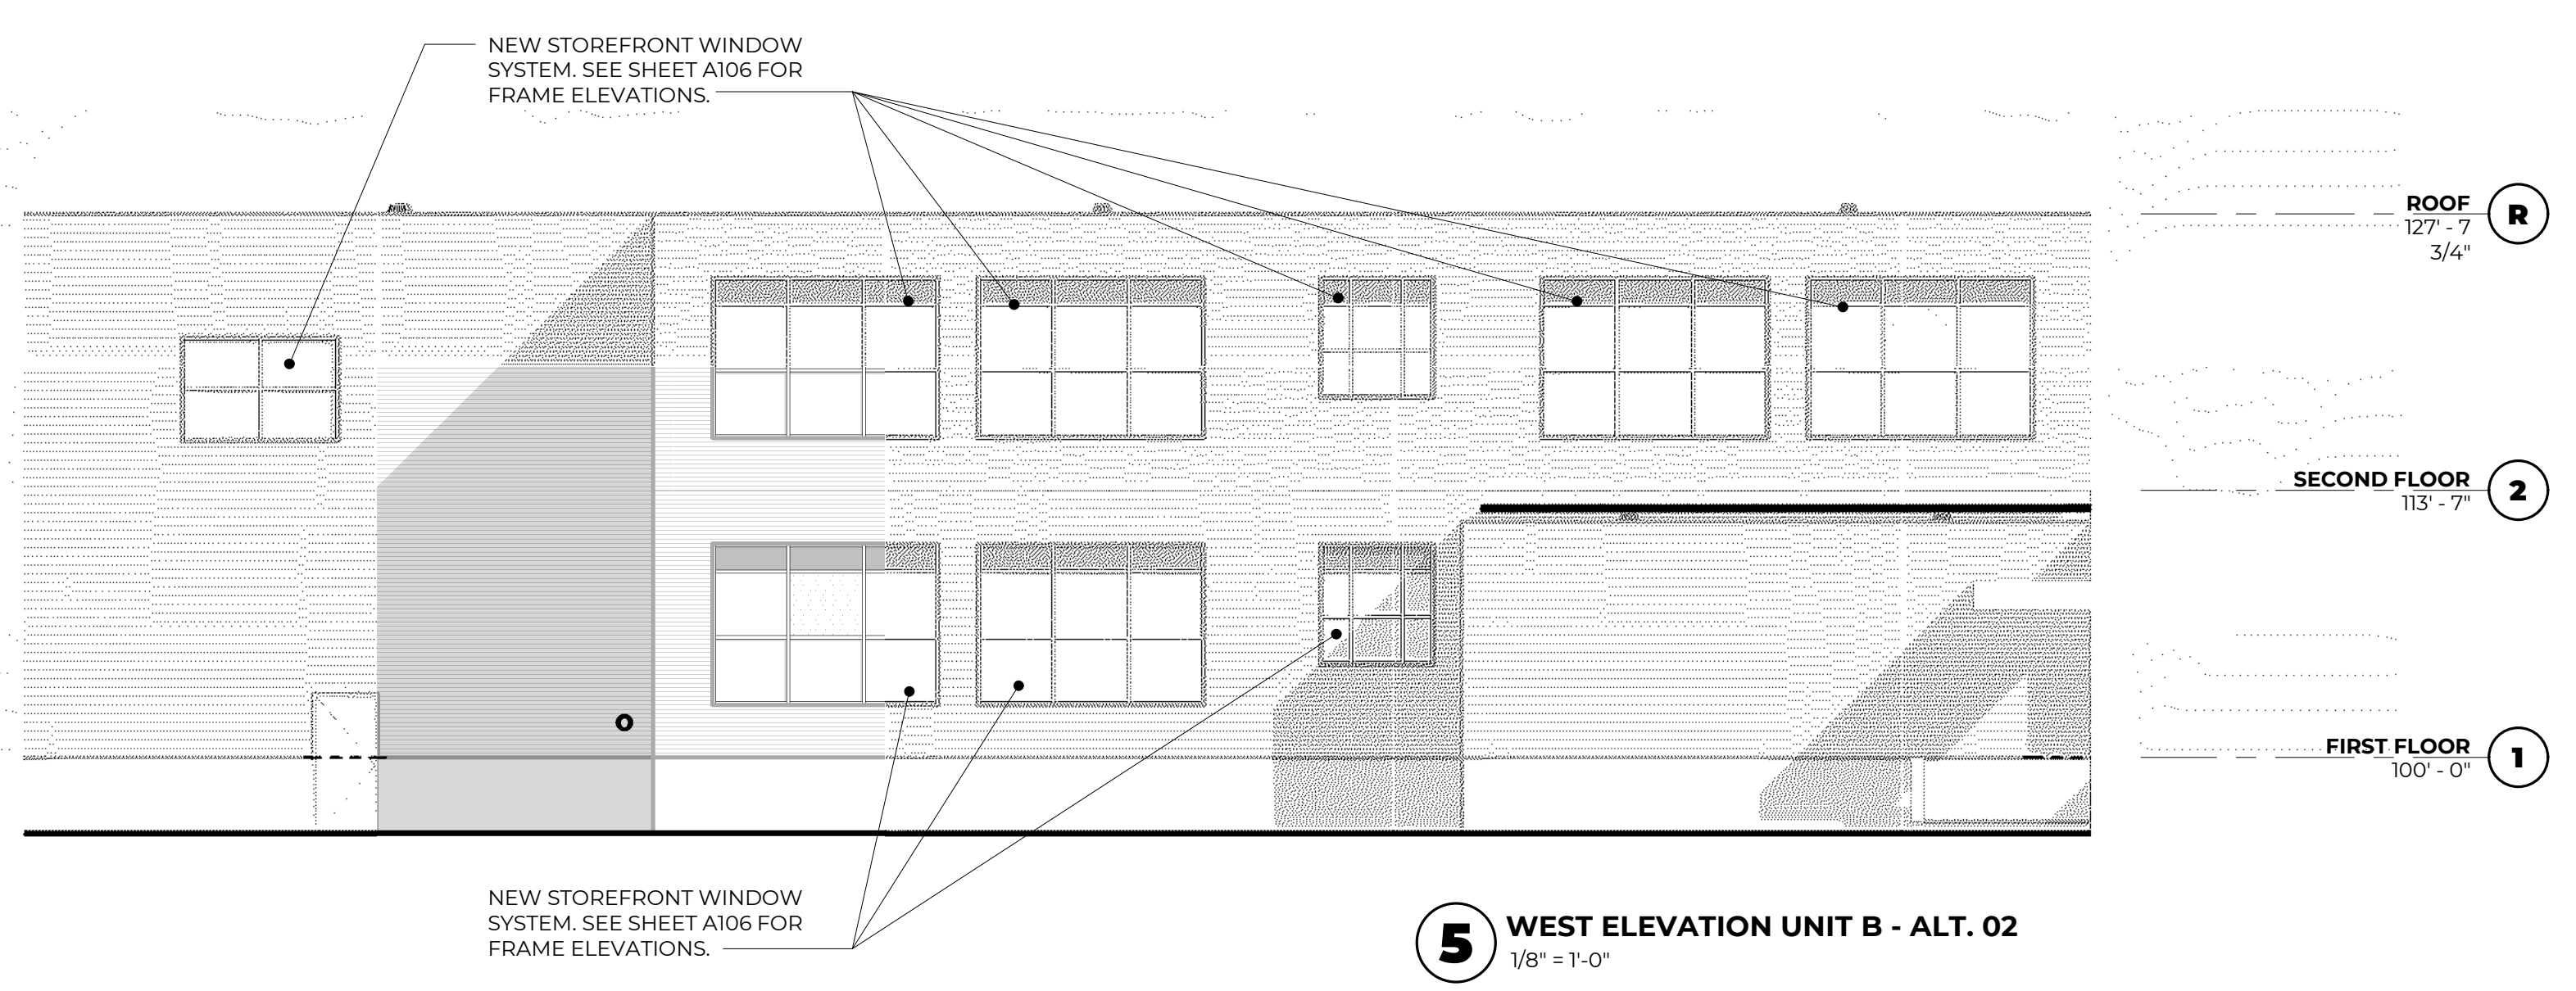 NEW STOREFRONT WINDOW
SYSTEM. SEE SHEET A106 FOR
FRAME ELEVATIONS.
ROOF
127' - 7
3/4"
R
SECOND FLOOR
113' - 7"
2
O
FIRST FLOOR
100' - 0"
1
NEW STOREFRONT WINDOW
SYSTEM. SEE SHEET A106 FOR
FRAME ELEVATIONS.
5
WEST ELEVATION UNIT B - ALT. 02
1/8" = 1'-0"